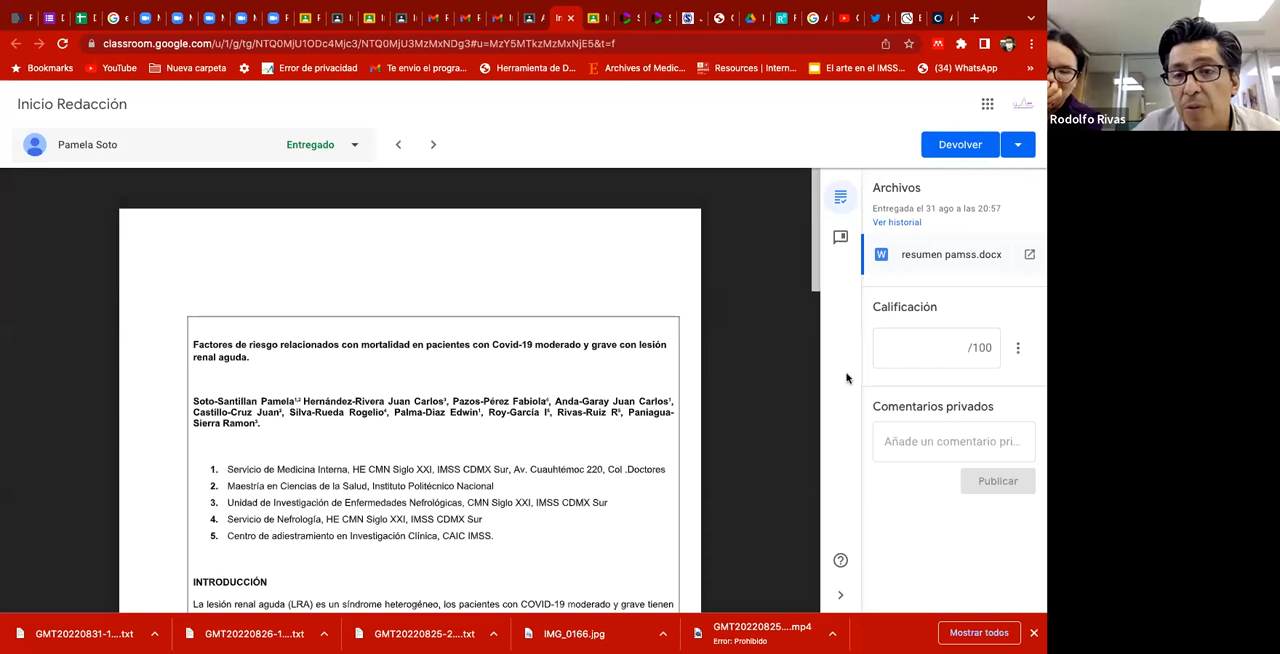 classroom.google.com/u/1/g/tg/NTQ0MjU1ODc4Mjc3/NTQ0MjU3MzMxNDg3#u=MzY5MTkzMzMxNjE5&t=f
Bookmarks YouTube Nueva carpeta Error de privacidad Te envio el progra... Herramienta de D... Archives of Medic... Resources | Intern... El arte en el IMSS... (34) WhatsApp »
Inicio Redacción
Pamela Soto Entregado Devolver
Rodolfo Rivas
Factores de riesgo relacionados con mortalidad en pacientes con Covid-19 moderado y grave con lesión
renal aguda.
Soto-Santillan Pamela¹,² Hernández-Rivera Juan Carlos³, Pazos-Pérez Fabiola⁴, Anda-Garay Juan Carlos¹,
Castillo-Cruz Juan³, Silva-Rueda Rogelio⁴, Palma-Diaz Edwin¹, Roy-García I⁵, Rivas-Ruiz R⁵, Paniagua-
Sierra Ramon³.
1. Servicio de Medicina Interna, HE CMN Siglo XXI, IMSS CDMX Sur, Av. Cuauhtémoc 220, Col .Doctores
2. Maestría en Ciencias de la Salud, Instituto Politécnico Nacional
3. Unidad de Investigación de Enfermedades Nefrológicas, CMN Siglo XXI, IMSS CDMX Sur
4. Servicio de Nefrología, HE CMN Siglo XXI, IMSS CDMX Sur
5. Centro de adiestramiento en Investigación Clínica, CAIC IMSS.
INTRODUCCIÓN
La lesión renal aguda (LRA) es un síndrome heterogéneo, los pacientes con COVID-19 moderado y grave tienen
Archivos
Entregada el 31 ago a las 20:57
Ver historial
resumen pamss.docx
Calificación
/100
Comentarios privados
Añade un comentario pri...
Publicar
GMT20220831-1....txt GMT20220826-1....txt GMT20220825-2....txt IMG_0166.jpg GMT20220825....mp4
Error: Prohibido
Mostrar todos